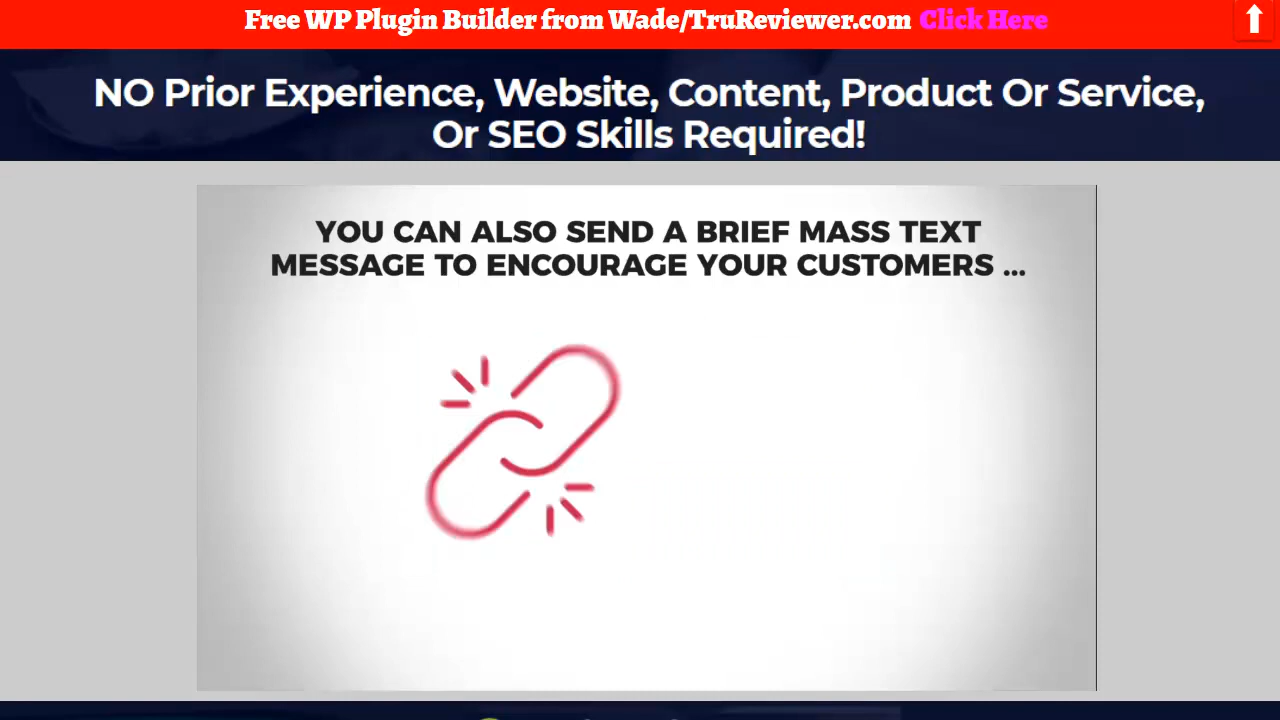 Free WP Plugin Builder from Wade/TruReviewer.com Click Here
NO Prior Experience, Website, Content, Product Or Service,
Or SEO Skills Required!
YOU CAN ALSO SEND A BRIEF MASS TEXT
MESSAGE TO ENCOURAGE YOUR CUSTOMERS ...